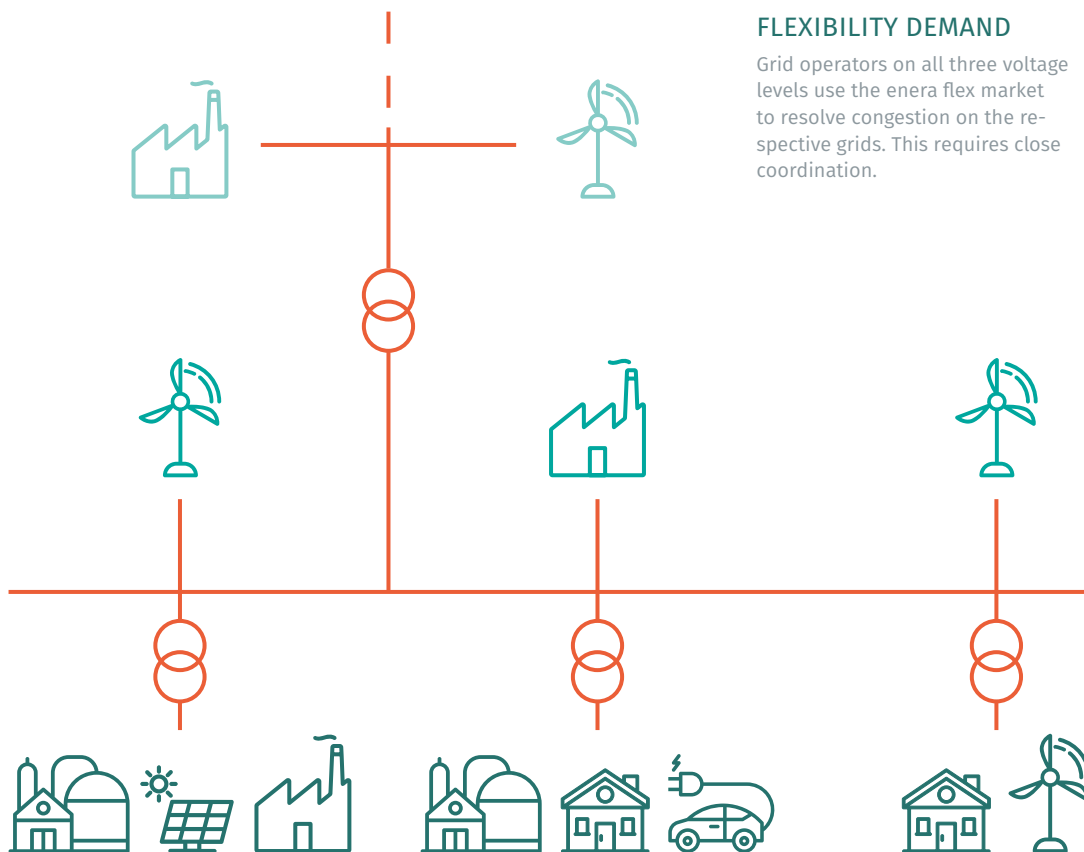 FLEXIBILITY DEMAND
Grid operators on all three voltage
levels use the enera flex market
to resolve congestion on the re-
spective grids. This requires close
coordination.